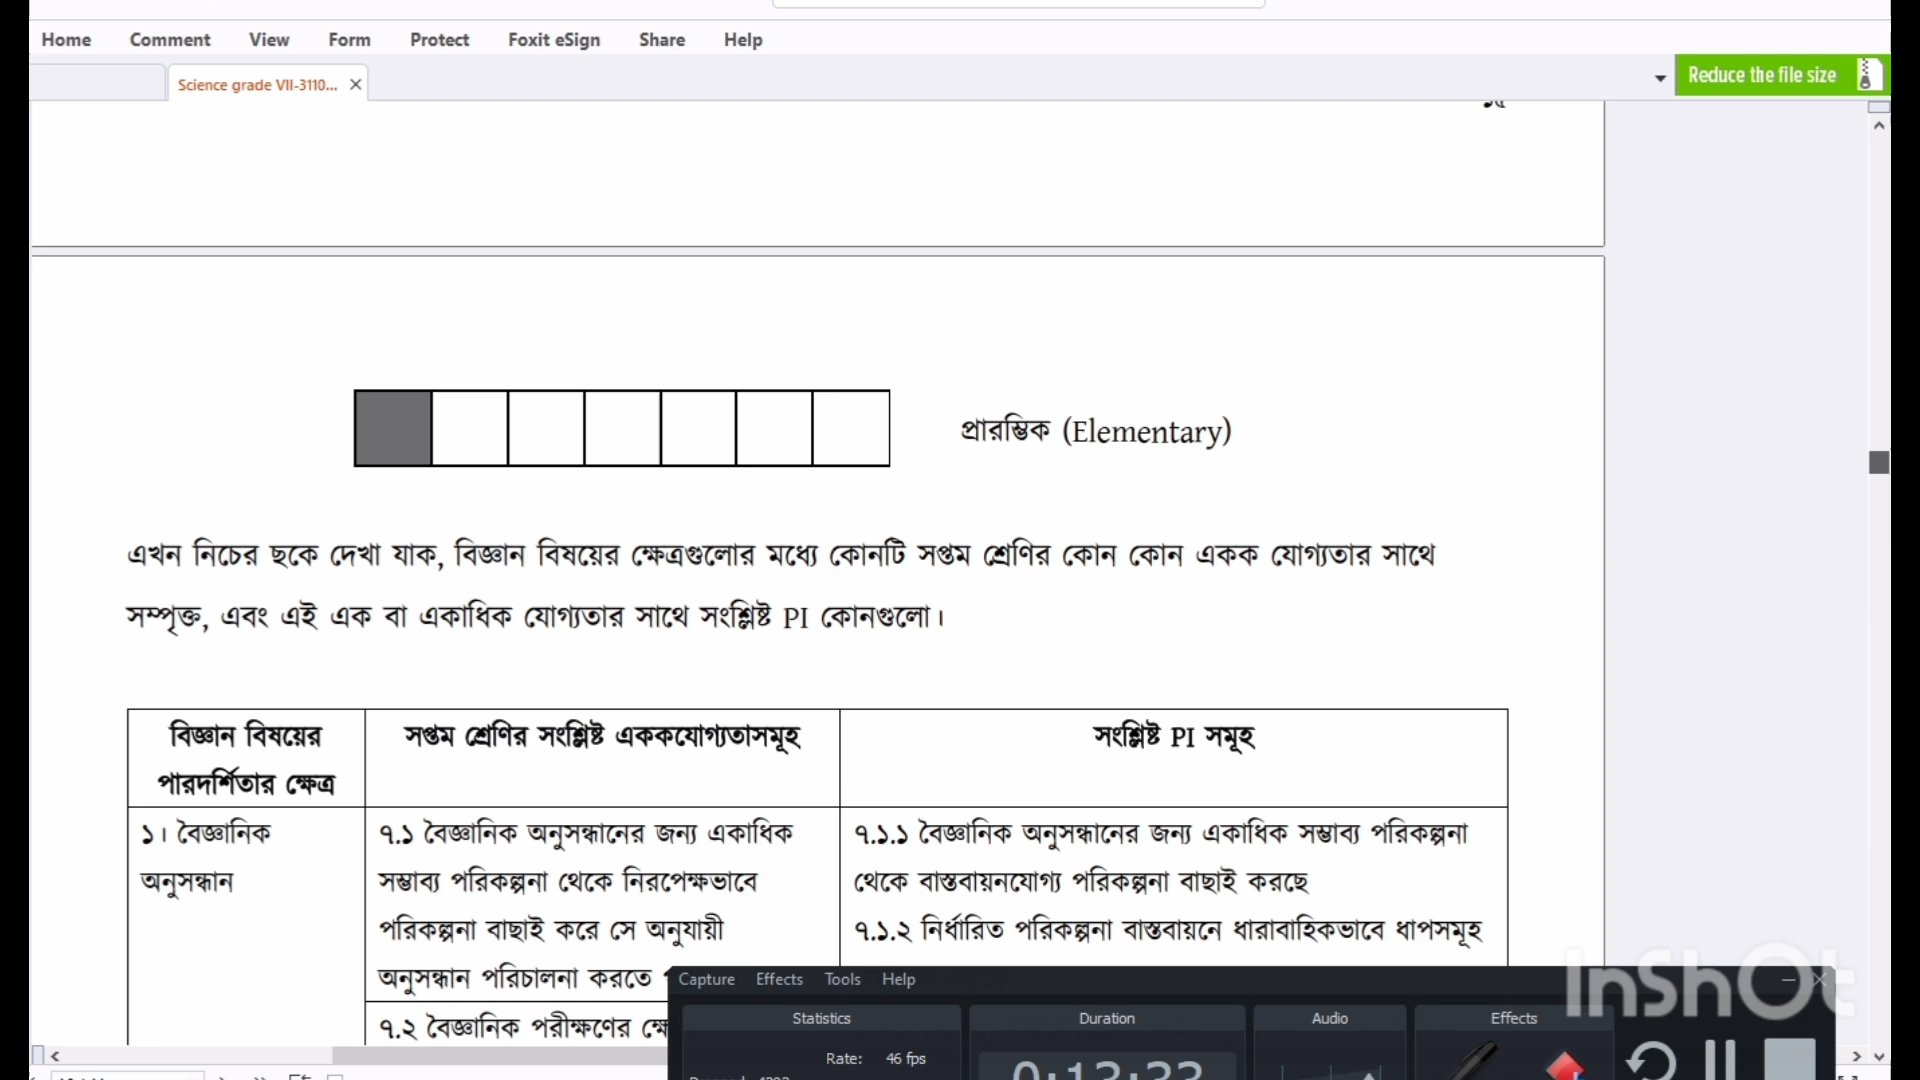 Home Comment View Form Protect Foxit eSign Share Help
Science grade VII-3110...
Reduce the file size
১৫
প্রারম্ভিক (Elementary)
এখন নিচের ছকে দেখা যাক, বিজ্ঞান বিষয়ের ক্ষেত্রগুলোর মধ্যে কোনটি সপ্তম শ্রেণির কোন কোন একক যোগ্যতার সাথে
সম্পৃক্ত, এবং এই এক বা একাধিক যোগ্যতার সাথে সংশ্লিষ্ট PI কোনগুলো।
বিজ্ঞান বিষয়ের
পারদর্শিতার ক্ষেত্র
সপ্তম শ্রেণির সংশ্লিষ্ট এককযোগ্যতাসমূহ
সংশ্লিষ্ট PI সমূহ
১। বৈজ্ঞানিক
অনুসন্ধান
৭.১ বৈজ্ঞানিক অনুসন্ধানের জন্য একাধিক
সম্ভাব্য পরিকল্পনা থেকে নিরপেক্ষভাবে
পরিকল্পনা বাছাই করে সে অনুযায়ী
অনুসন্ধান পরিচালনা করতে
৭.২ বৈজ্ঞানিক পরীক্ষণের
৭.১.১ বৈজ্ঞানিক অনুসন্ধানের জন্য একাধিক সম্ভাব্য পরিকল্পনা
থেকে বাস্তবায়নযোগ্য পরিকল্পনা বাছাই করছে
৭.১.২ নির্ধারিত পরিকল্পনা বাস্তবায়নে ধারাবাহিকভাবে ধাপসমূহ
Capture Effects Tools Help
Statistics Duration Audio Effects
Rate: 46 fps
0:13:33
InShOt